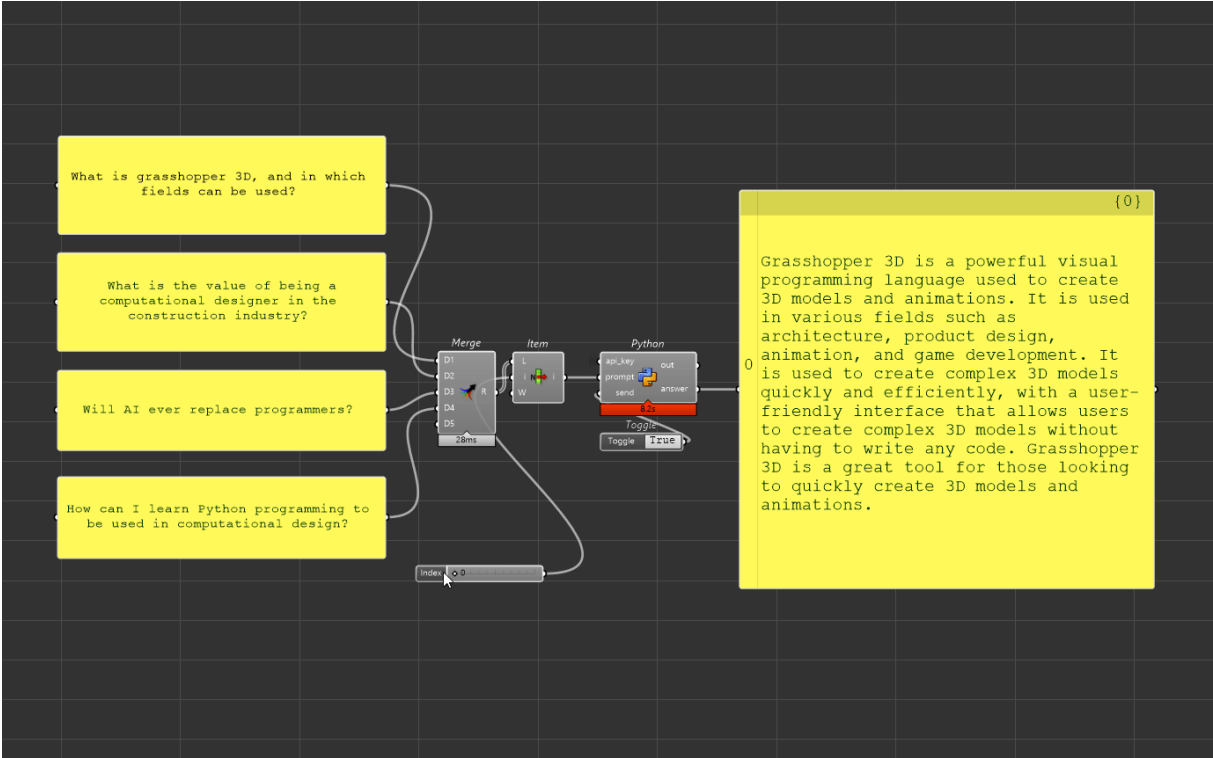 What is grasshopper 3D, and in which
fields can be used?
What is the value of being a
computational designer in the
construction industry?
Will AI ever replace programmers?
How can I learn Python programming to
be used in computational design?
Merge
D1
D2
D3
D4
D5
R
28ms
Item
L
i
W
N
i
Python
api_key
prompt
send
out
answer
8.2s
Toggle
Toggle True
Index 0
{0}
0
Grasshopper 3D is a powerful visual
programming language used to create
3D models and animations. It is used
in various fields such as
architecture, product design,
animation, and game development. It
is used to create complex 3D models
quickly and efficiently, with a user-
friendly interface that allows users
to create complex 3D models without
having to write any code. Grasshopper
3D is a great tool for those looking
to quickly create 3D models and
animations.